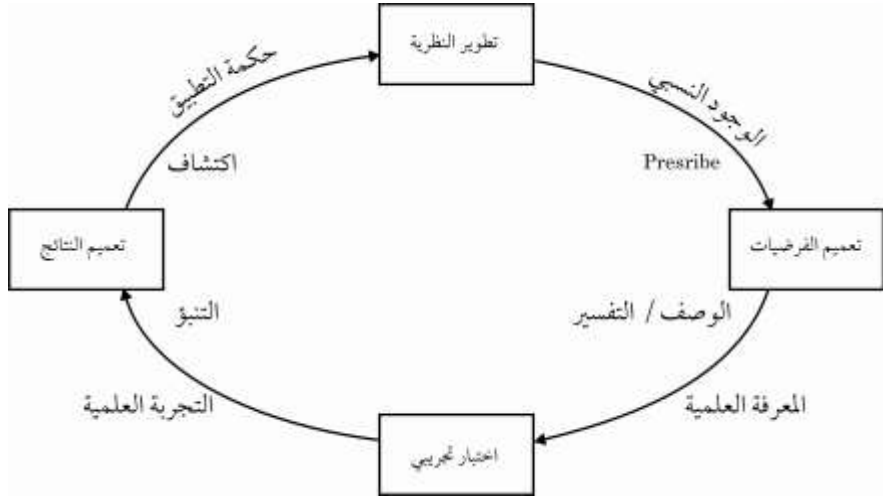 تطوير النظرية
حكمة التطبيق
الوجود النسبي
اكتشاف
Presribe
تعميم النتائج
تعميم الفرضيات
التنبؤ
الوصف / التفسير
التجربة العلمية
المعرفة العلمية
اختبار تجريبي